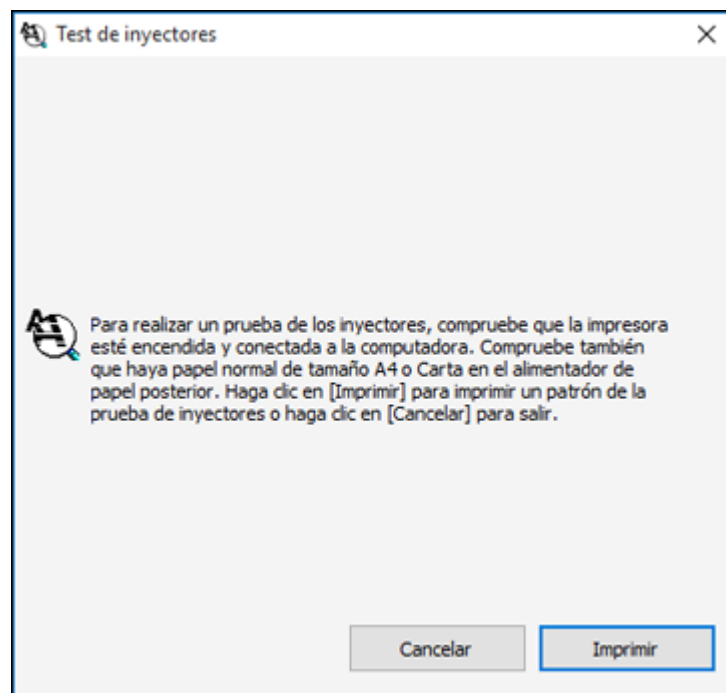 Test de inyectores
Para realizar un prueba de los inyectores, compruebe que la impresora
esté encendida y conectada a la computadora. Compruebe también
que haya papel normal de tamaño A4 o Carta en el alimentador de
papel posterior. Haga clic en [Imprimir] para imprimir un patrón de la
prueba de inyectores o haga clic en [Cancelar] para salir.
Cancelar
Imprimir